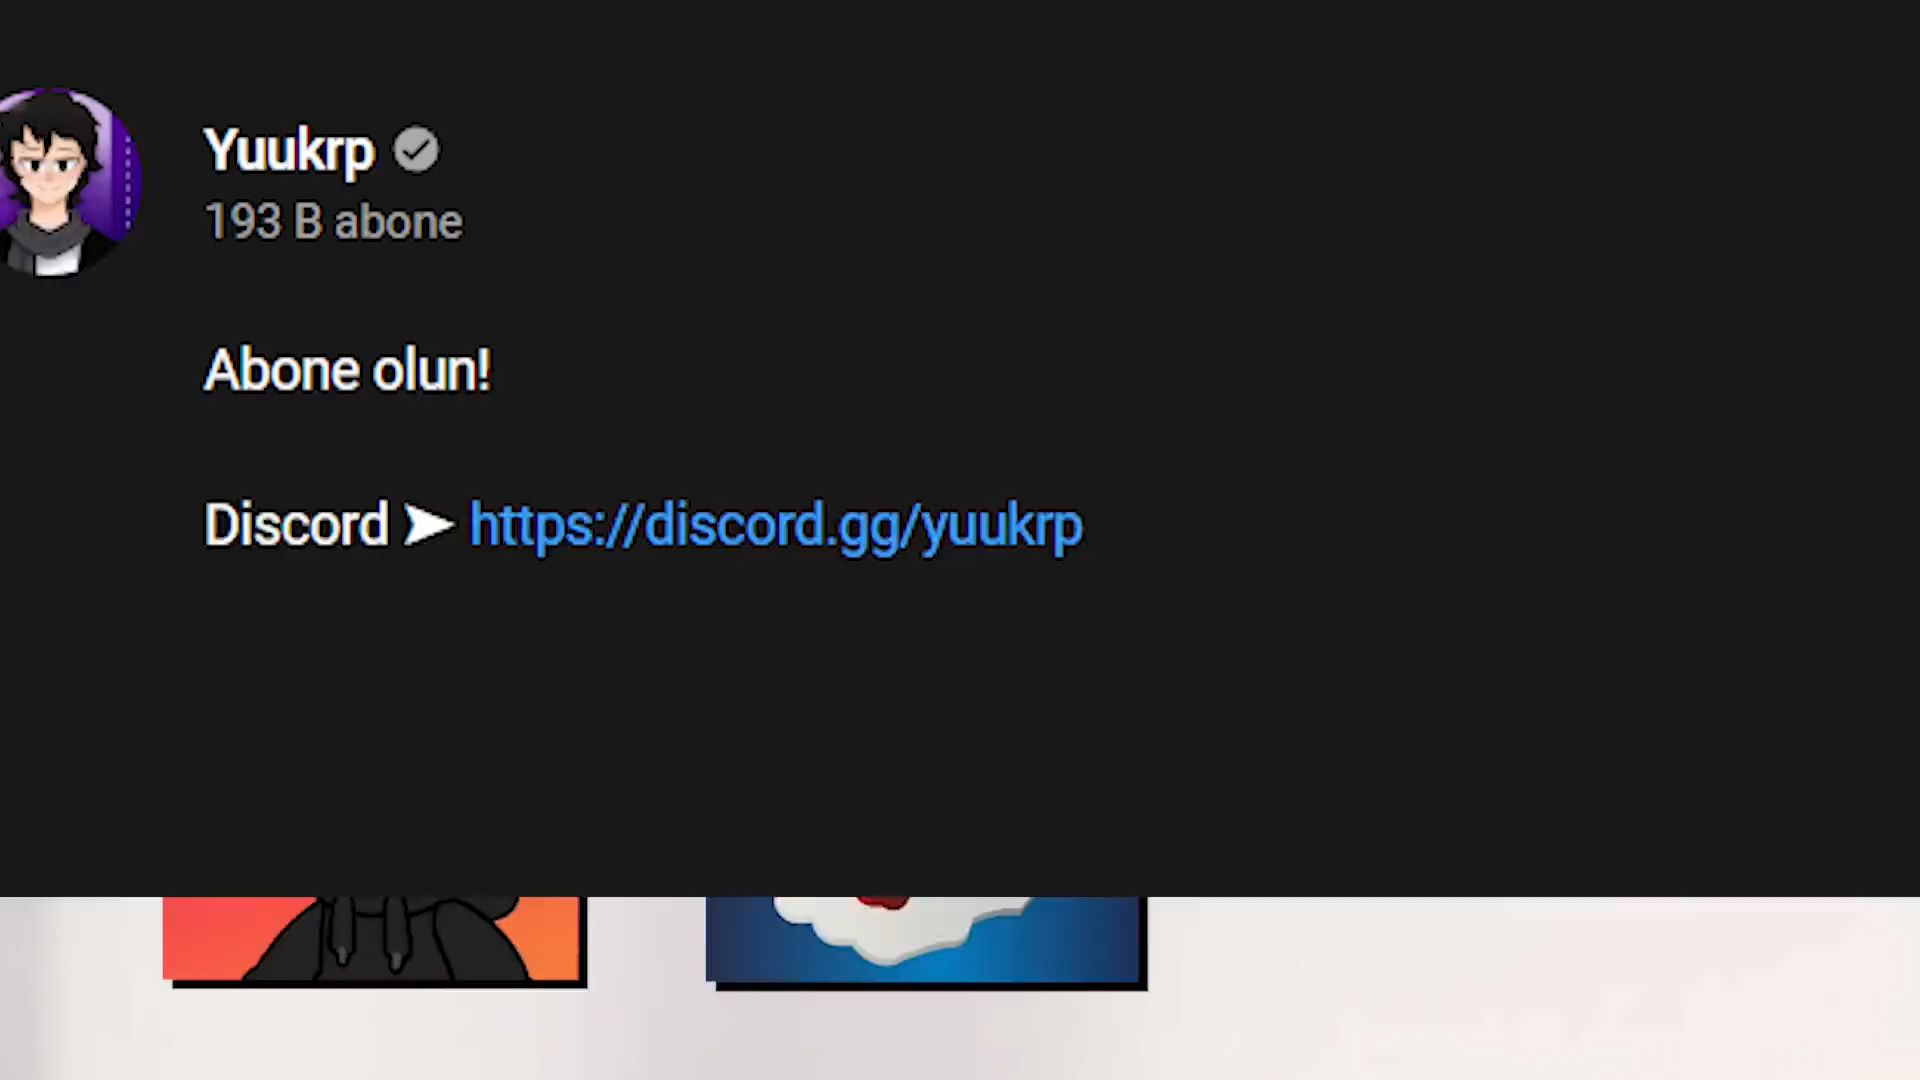 Yuukrp
193 B abone
Abone olun!
Discord ➤ https://discord.gg/yuukrp